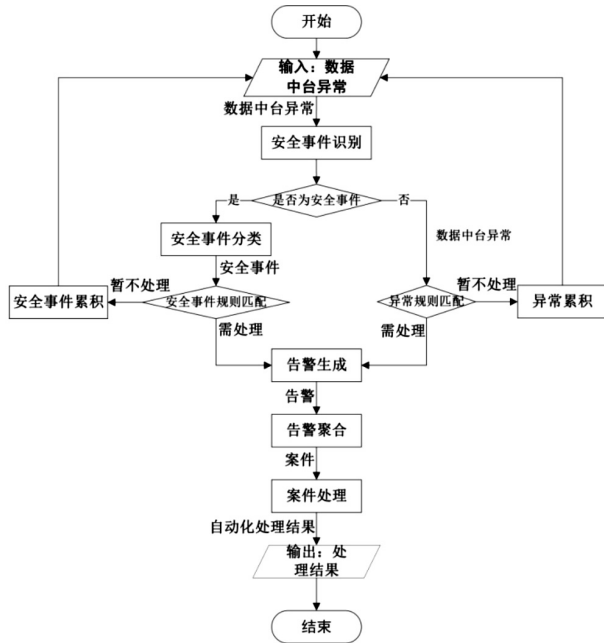 开始
输入：数据
中台异常
数据中台异常
安全事件识别
是
是否为安全事件
否
安全事件分类
数据中台异常
安全事件
暂不处理
暂不处理
安全事件累积
安全事件规则匹配
异常规则匹配
异常累积
需处理
需处理
告警生成
告警
告警聚合
案件
案件处理
自动化处理结果
输出：处
理结果
结束